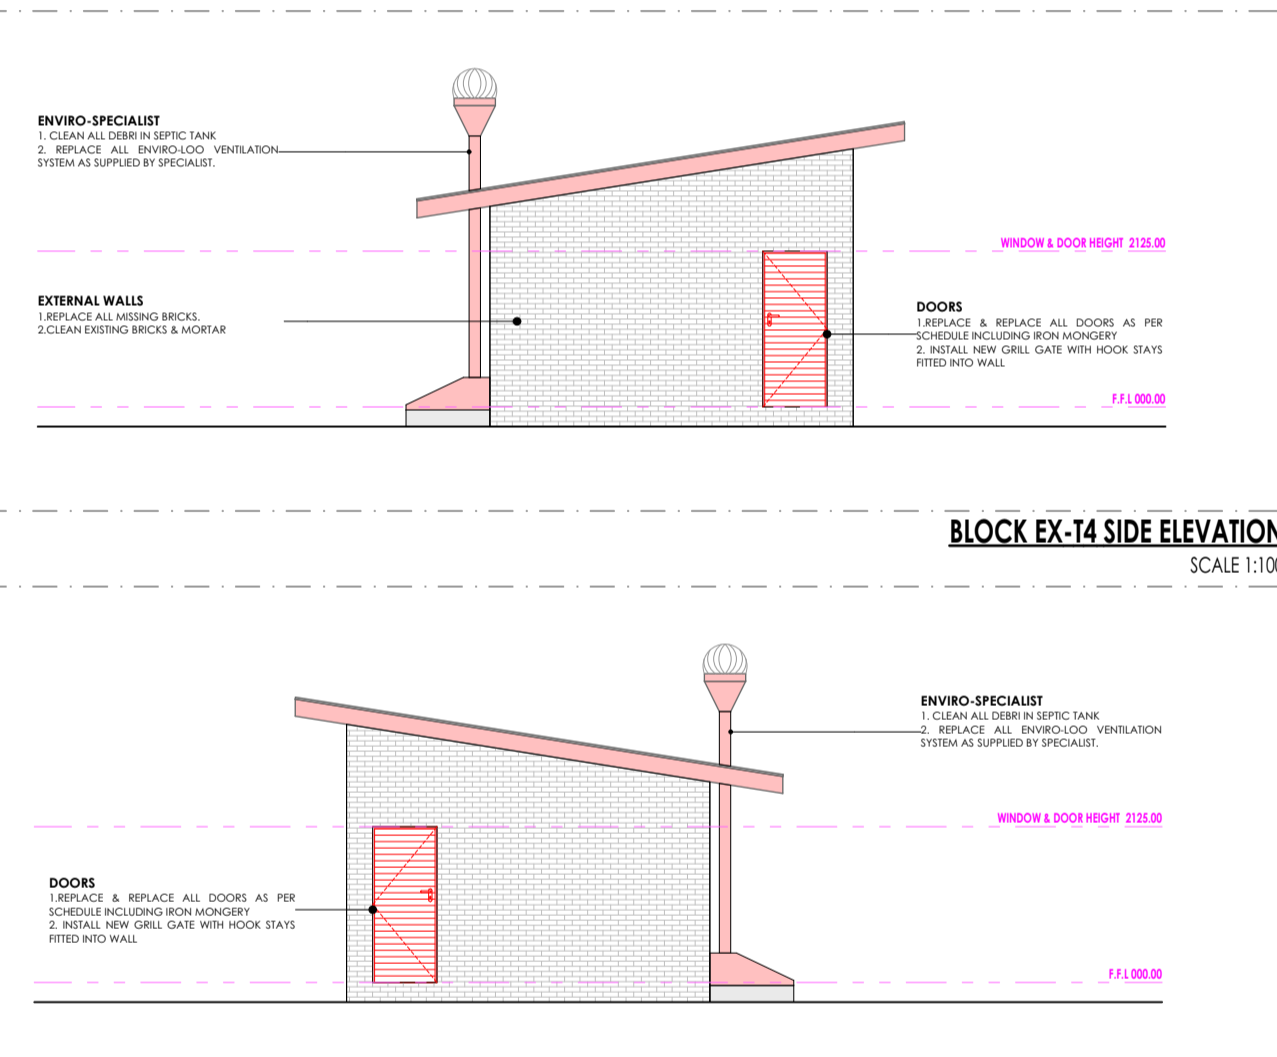 ENVIRO-SPECIALIST
1. CLEAN ALL DEBRI IN SEPTIC TANK
2. REPLACE ALL ENVIRO-LOO VENTILATION
SYSTEM AS SUPPLIED BY SPECIALIST.
WINDOW & DOOR HEIGHT 2125.00
EXTERNAL WALLS
1.REPLACE ALL MISSING BRICKS.
2.CLEAN EXISTING BRICKS & MORTAR
DOORS
1.REPLACE & REPLACE ALL DOORS AS PER
SCHEDULE INCLUDING IRON MONGERY
2. INSTALL NEW GRILL GATE WITH HOOK STAYS
FITTED INTO WALL
F.F.L 000.00
BLOCK EX-T4 SIDE ELEVATION
SCALE 1:100
ENVIRO-SPECIALIST
1. CLEAN ALL DEBRI IN SEPTIC TANK
2. REPLACE ALL ENVIRO-LOO VENTILATION
SYSTEM AS SUPPLIED BY SPECIALIST.
WINDOW & DOOR HEIGHT 2125.00
DOORS
1.REPLACE & REPLACE ALL DOORS AS PER
SCHEDULE INCLUDING IRON MONGERY
2. INSTALL NEW GRILL GATE WITH HOOK STAYS
FITTED INTO WALL
F.F.L 000.00